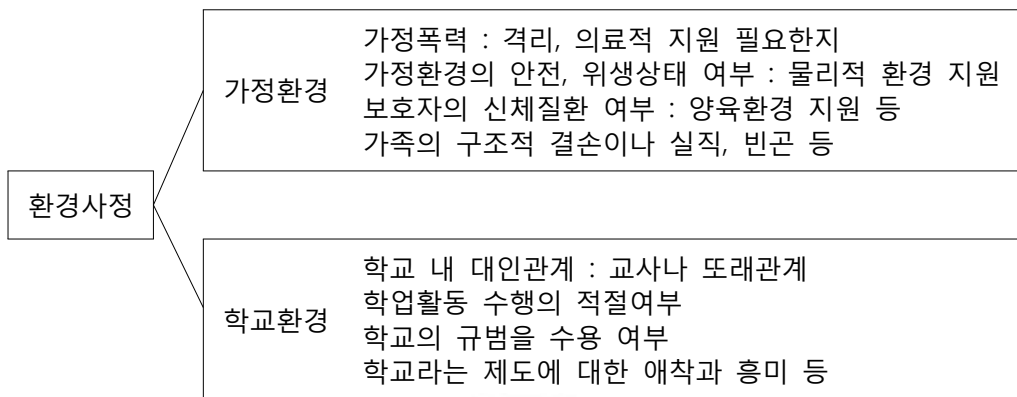 환경사정
가정환경
가정폭력 : 격리, 의료적 지원 필요한지
가정환경의 안전, 위생상태 여부 : 물리적 환경 지원
보호자의 신체질환 여부 : 양육환경 지원 등
가족의 구조적 결손이나 실직, 빈곤 등
학교환경
학교 내 대인관계 : 교사나 또래관계
학업활동 수행의 적절여부
학교의 규범을 수용 여부
학교라는 제도에 대한 애착과 흥미 등